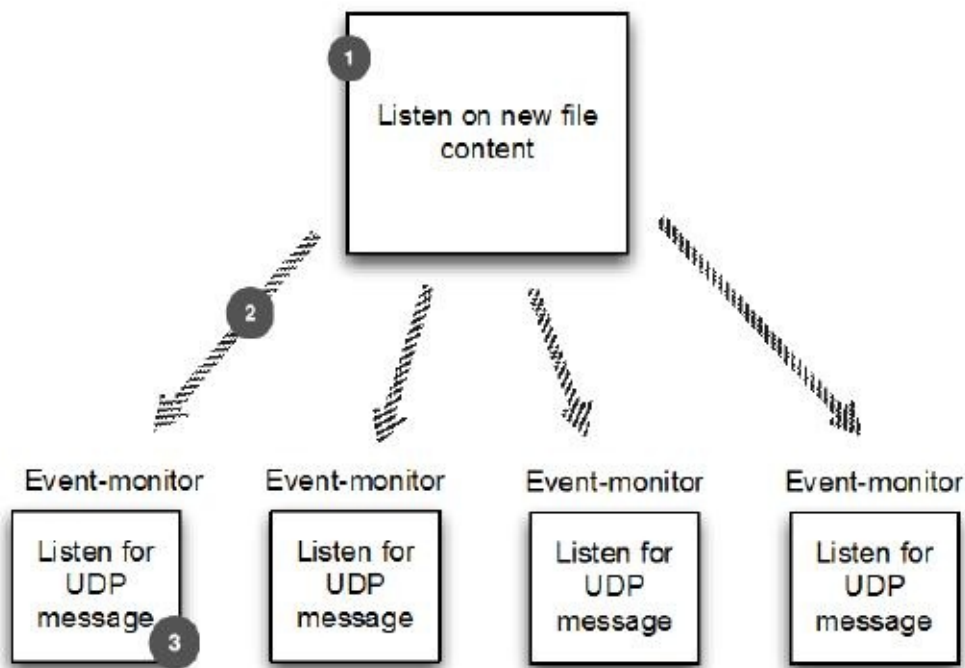 1
Listen on new file
content
2
Event-monitor
Event-monitor
Event-monitor
Event-monitor
Listen for
UDP
message
3
Listen for
UDP
message
Listen for
UDP
message
Listen for
UDP
message